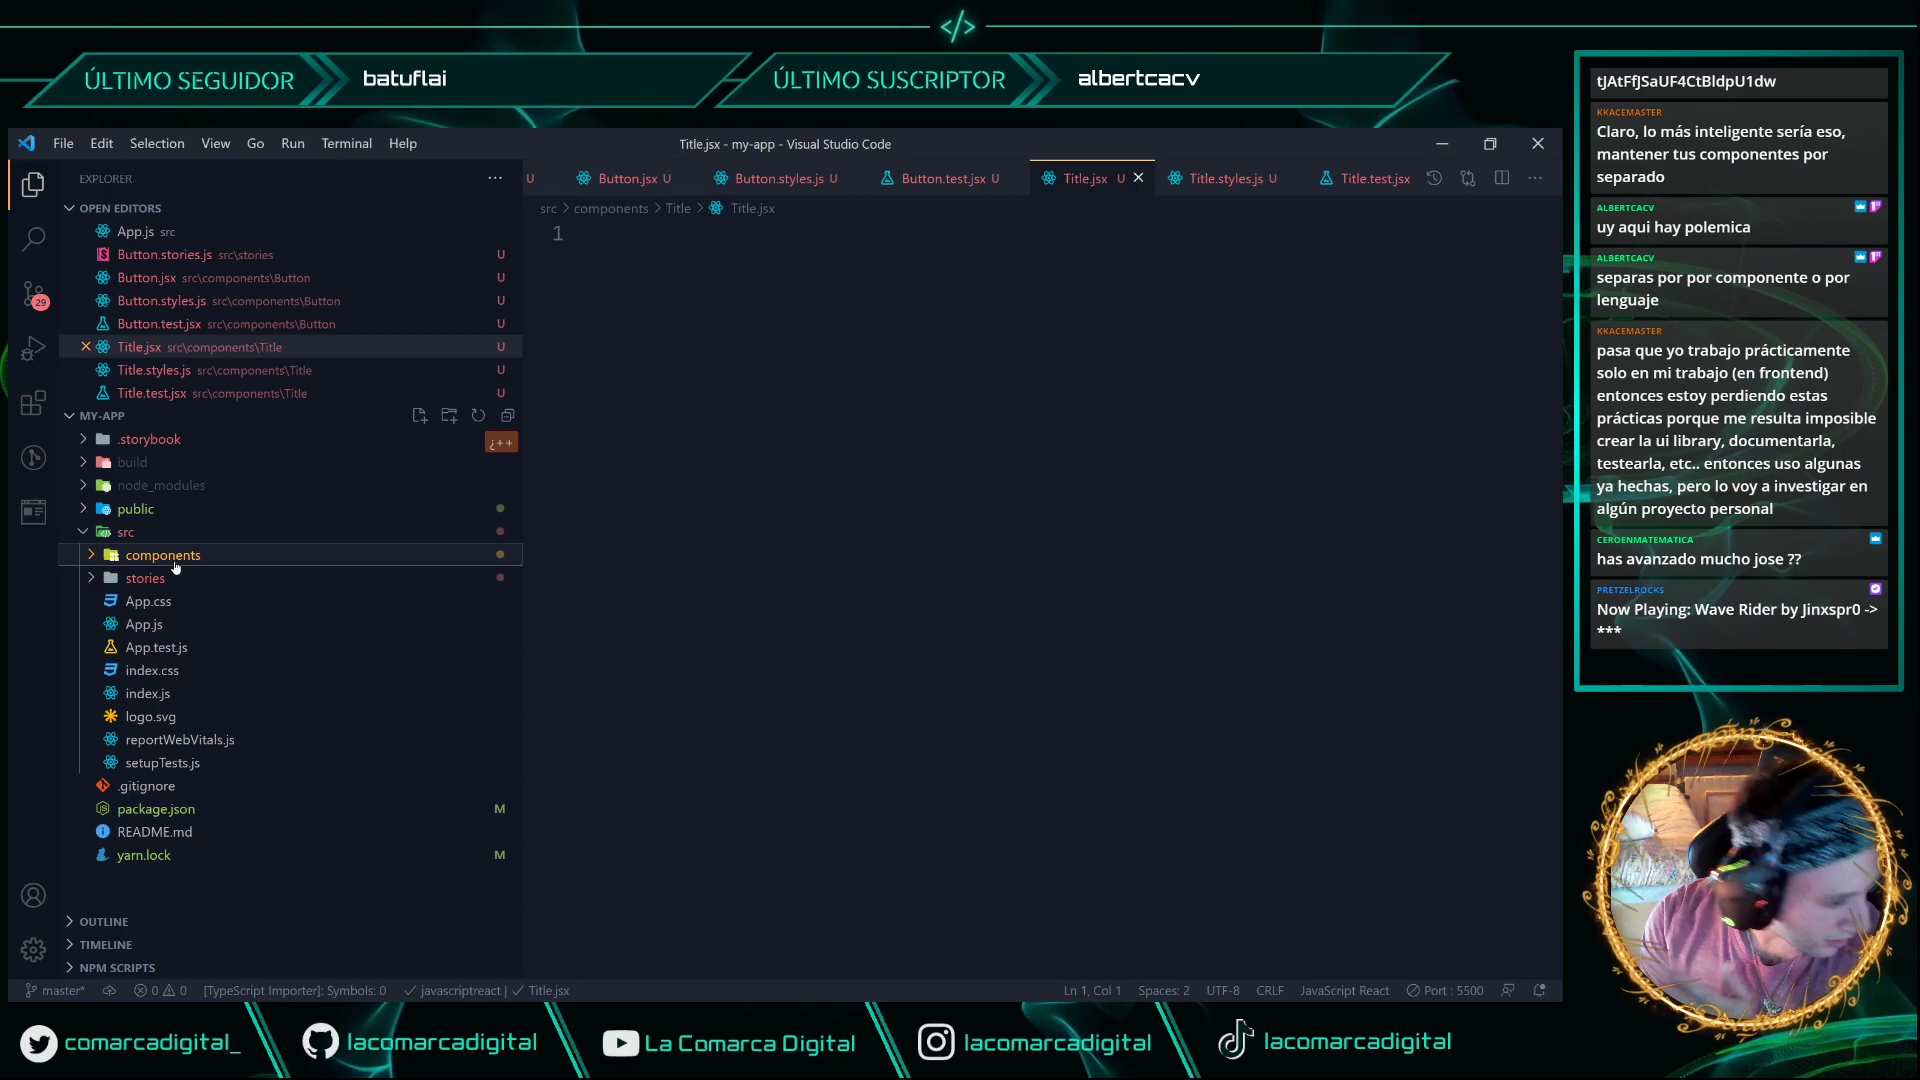 </>
ÚLTIMO SEGUIDOR
batuflai
ÚLTIMO SUSCRIPTOR
albertcacv
File Edit Selection View Go Run Terminal Help
Title.jsx - my-app - Visual Studio Code
EXPLORER
U
Button.jsx U
Button.styles.js U
Button.test.jsx U
Title.jsx U
Title.styles.js U
Title.test.jsx
src > components > Title > Title.jsx
1
OPEN EDITORS
App.js src
Button.stories.js src\stories U
Button.jsx src\components\Button U
Button.styles.js src\components\Button U
Button.test.jsx src\components\Button U
Title.jsx src\components\Title U
Title.styles.js src\components\Title U
Title.test.jsx src\components\Title U
MY-APP
.storybook
¿++
build
node_modules
public
src
components
stories
App.css
App.js
App.test.js
index.css
index.js
logo.svg
reportWebVitals.js
setupTests.js
.gitignore
package.json M
README.md
yarn.lock M
OUTLINE
TIMELINE
NPM SCRIPTS
29
master* 0 0 [TypeScript Importer]: Symbols: 0 javascriptreact | Title.jsx
Ln 1, Col 1 Spaces: 2 UTF-8 CRLF JavaScript React Port : 5500
tJAtFfJSaUF4CtBldpU1dw
KKACEMASTER
Claro, lo más inteligente sería eso,
mantener tus componentes por
separado
ALBERTCACV
uy aqui hay polemica
ALBERTCACV
separas por por componente o por
lenguaje
KKACEMASTER
pasa que yo trabajo prácticamente
solo en mi trabajo (en frontend)
entonces estoy perdiendo estas
prácticas porque me resulta imposible
crear la ui library, documentarla,
testearla, etc.. entonces uso algunas
ya hechas, pero lo voy a investigar en
algún proyecto personal
CEROENMATEMATICA
has avanzado mucho jose ??
PRETZELROCKS
Now Playing: Wave Rider by Jinxspr0 ->
***
comarcadigital_
lacomarcadigital
La Comarca Digital
lacomarcadigital
lacomarcadigital